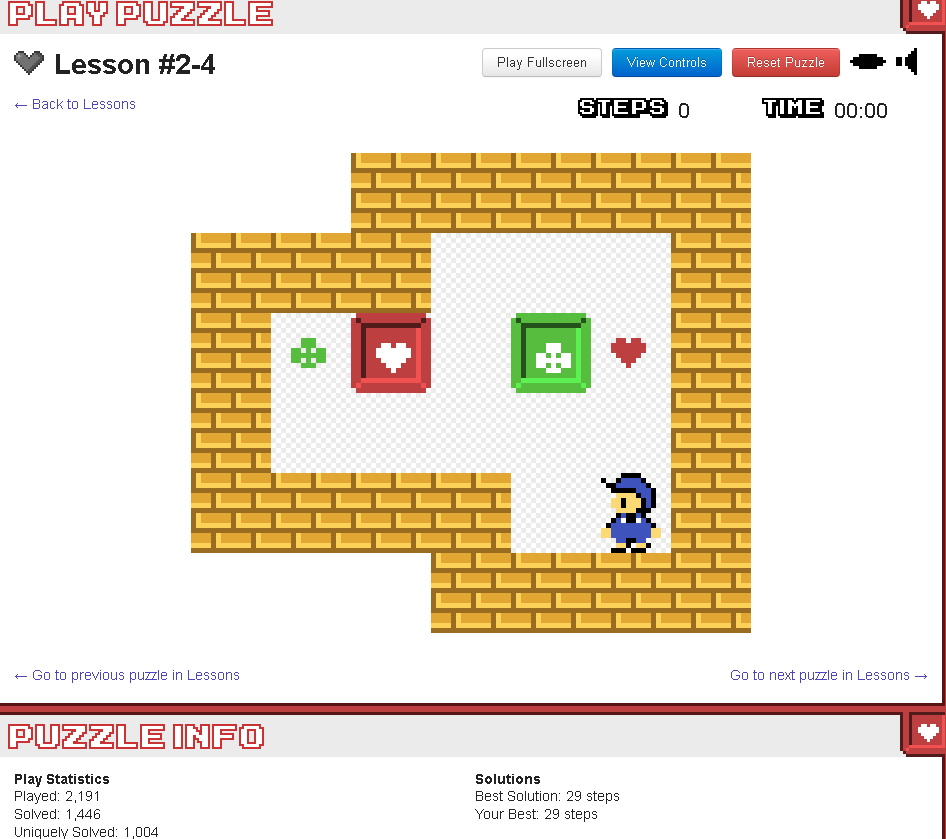 PLAY PUZZLE
Lesson #2-4
Play Fullscreen
View Controls
Reset Puzzle
← Back to Lessons
STEPS 0
TIME 00:00
← Go to previous puzzle in Lessons
Go to next puzzle in Lessons →
PUZZLE INFO
Play Statistics
Played: 2,191
Solved: 1,446
Uniquely Solved: 1,004
Solutions
Best Solution: 29 steps
Your Best: 29 steps